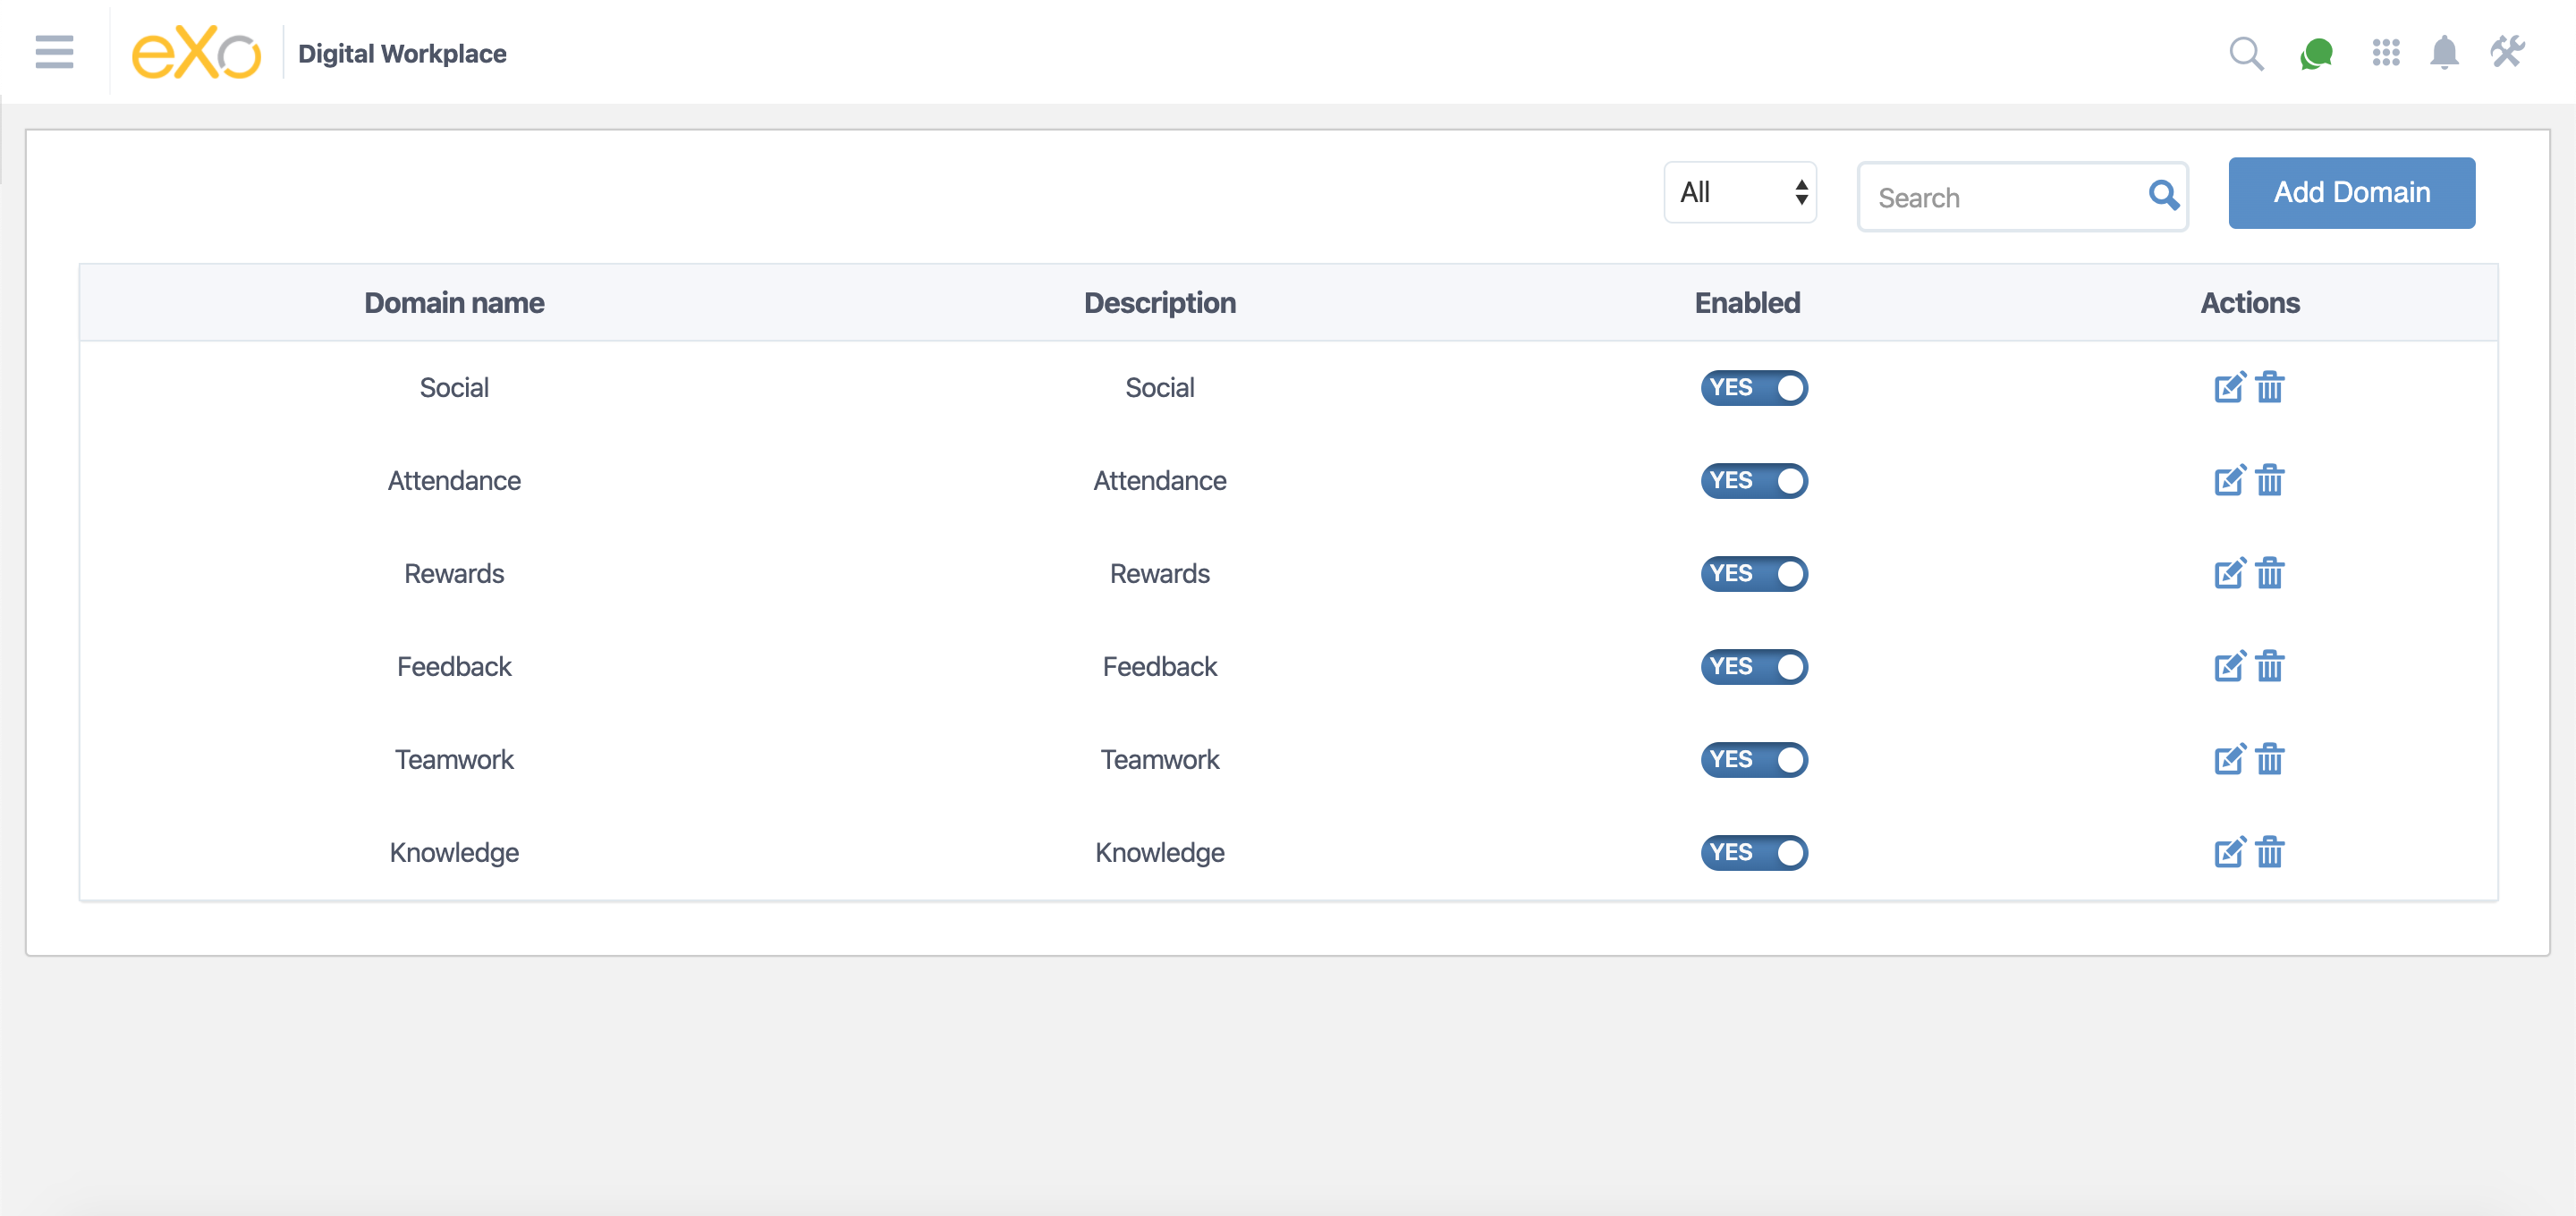 eXo Digital Workplace
All Search Add Domain
Domain name Description Enabled Actions
Social Social YES
Attendance Attendance YES
Rewards Rewards YES
Feedback Feedback YES
Teamwork Teamwork YES
Knowledge Knowledge YES